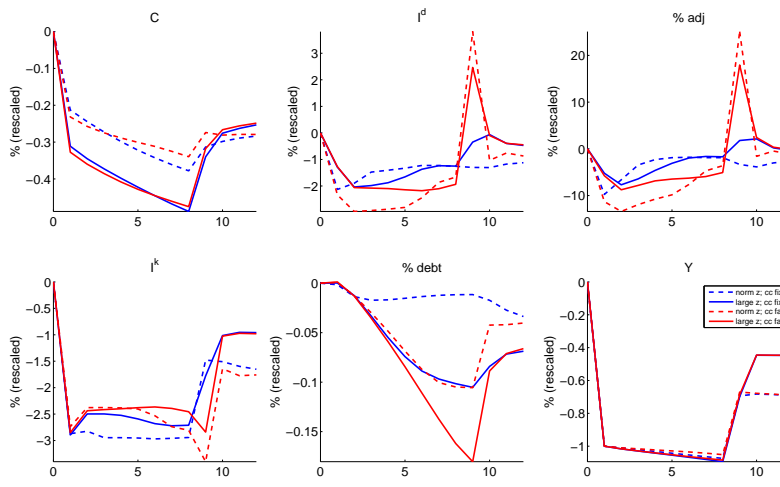 C
I^d
% adj
% (rescaled)
0
−0.1
−0.2
−0.3
−0.4
0 5 10
% (rescaled)
3
2
1
0
−1
−2
0 5 10
% (rescaled)
20
10
0
−10
0 5 10
I^k
% debt
Y
% (rescaled)
0
−0.5
−1.0
−1.5
−2.0
−2.5
−3.0
0 5 10
% (rescaled)
0
−0.05
−0.1
−0.15
0 5 10
% (rescaled)
0
−0.2
−0.4
−0.6
−0.8
−1
0 5 10
norm z; cc fi
large z; cc fi
norm z; cc fa
large z; cc fa